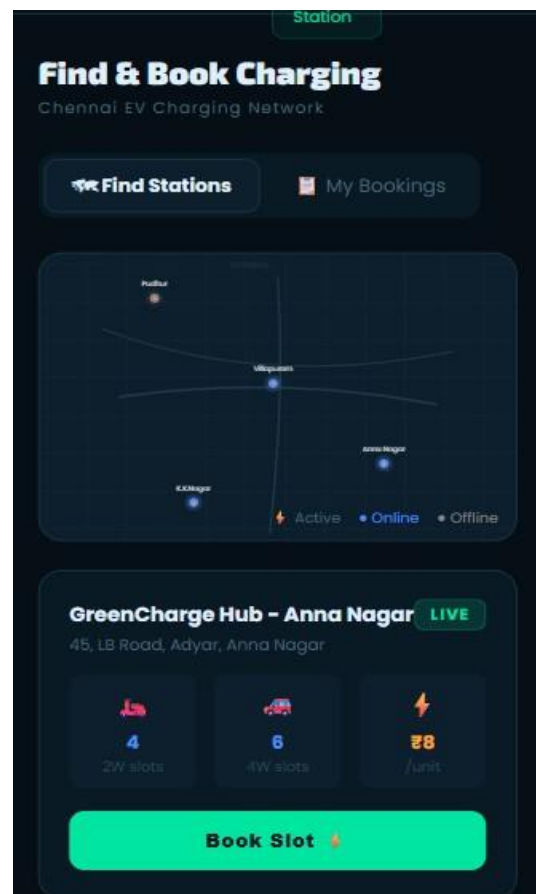 Station
Find & Book Charging
Chennai EV Charging Network
Find Stations
My Bookings
Pudhur
Villapuram
Anna Nagar
K.K.Nagar
Active
Online
Offline
GreenCharge Hub - Anna Nagar
LIVE
45, LB Road, Adyar, Anna Nagar
4
6
₹8
2W slots
4W slots
/unit
Book Slot